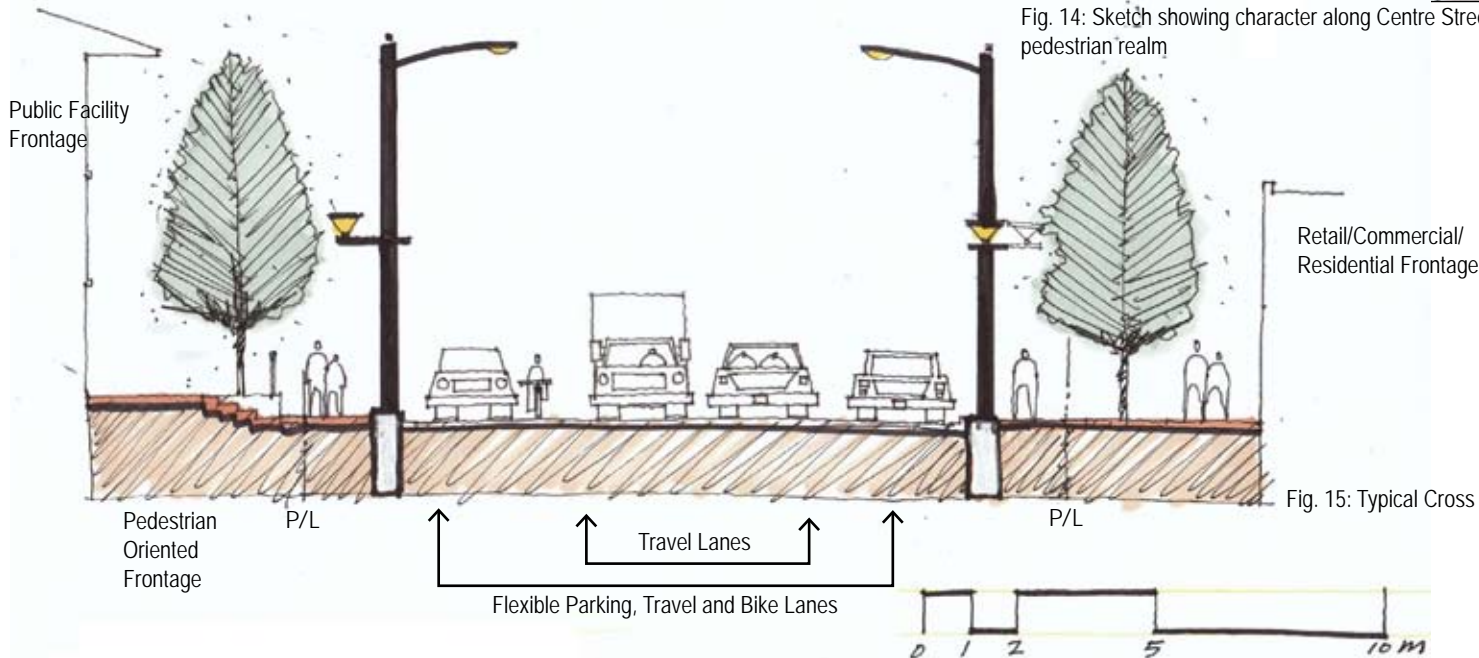 Fig. 14: Sketch showing character along Centre Stree
pedestrian realm
Public Facility
Frontage
Retail/Commercial/
Residential Frontage
Fig. 15: Typical Cross
Pedestrian
Oriented
Frontage
P/L
P/L
Travel Lanes
Flexible Parking, Travel and Bike Lanes
0 1 2 5 10 m